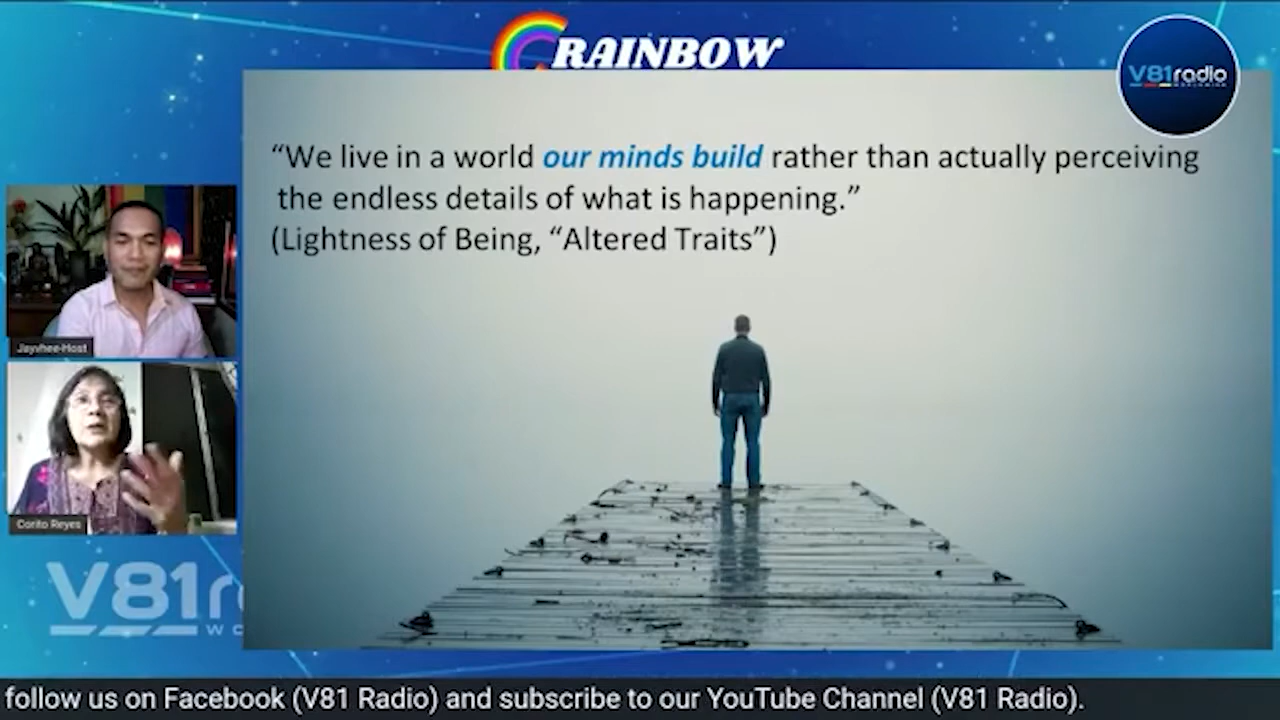 RAINBOW
V81radio
WORLDWIDE
“We live in a world our minds build rather than actually perceiving
the endless details of what is happening.”
(Lightness of Being, “Altered Traits”)
Jayvhee-Host
Corito Reyes
V81r
follow us on Facebook (V81 Radio) and subscribe to our YouTube Channel (V81 Radio).